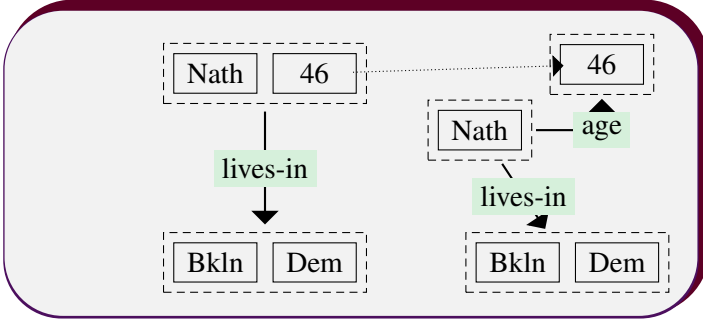 Nath 46
lives-in
Bkln Dem
46
Nath
age
lives-in
Bkln Dem